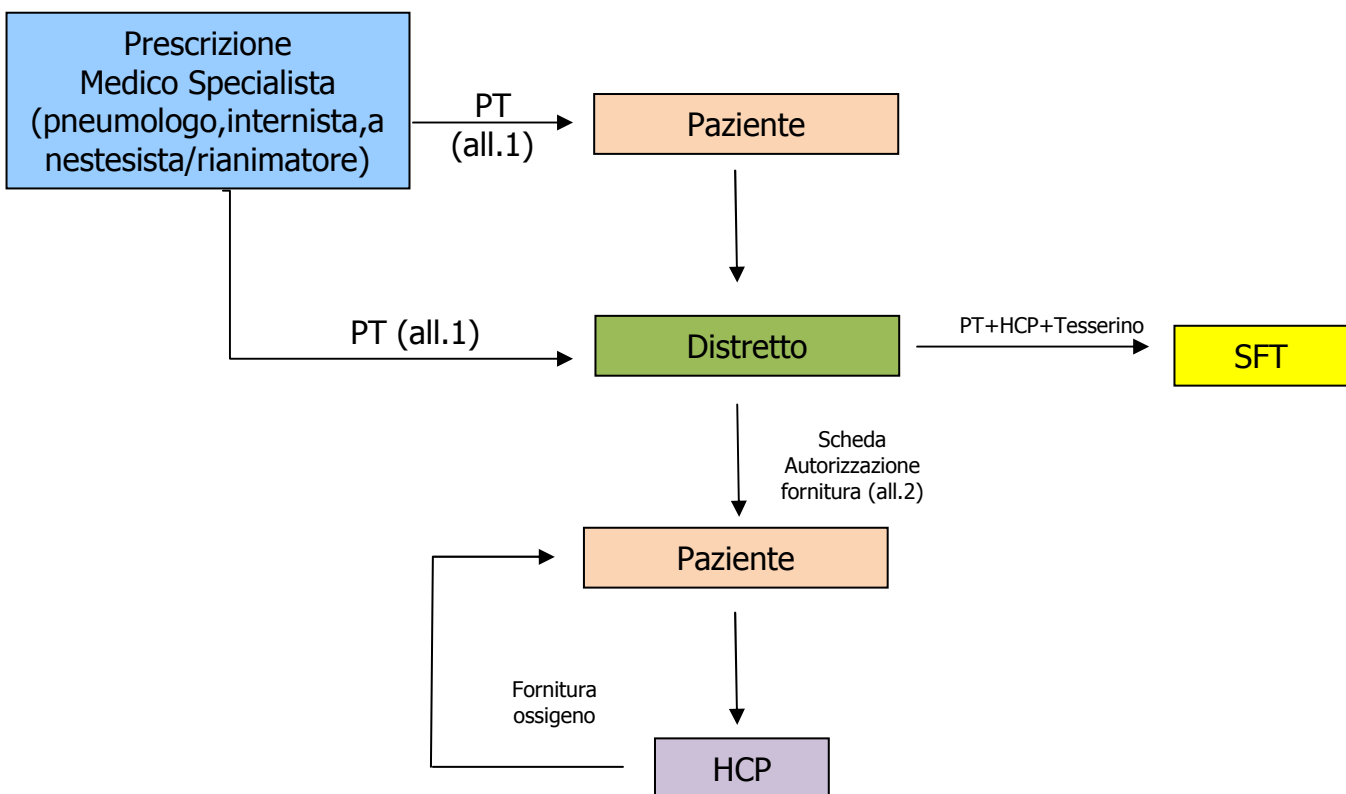 Prescrizione
Medico Specialista
(pneumologo,internista,a
nestesista/rianimatore)
PT
(all.1)
Paziente
PT (all.1)
Distretto
PT+HCP+Tesserino
SFT
Scheda
Autorizzazione
fornitura (all.2)
Paziente
Fornitura
ossigeno
HCP